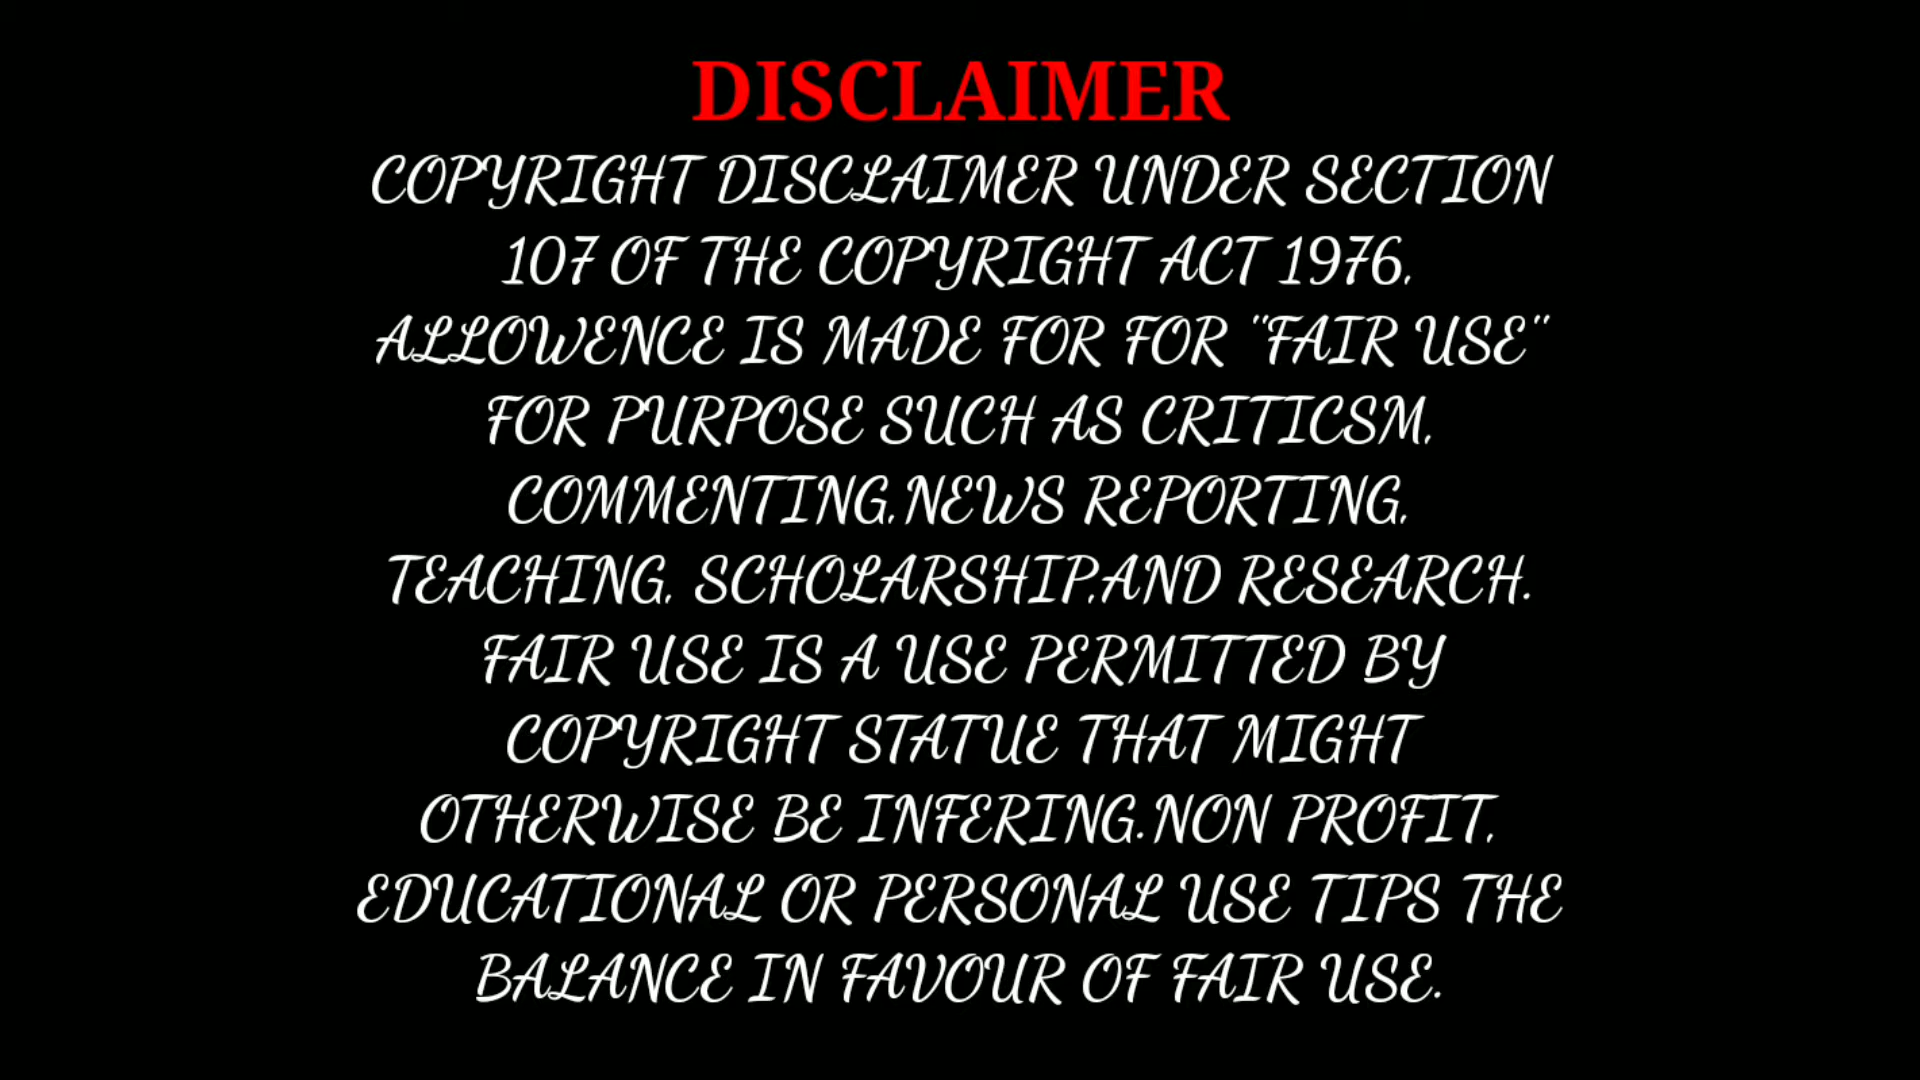 DISCLAIMER
COPYRIGHT DISCLAIMER UNDER SECTION
107 OF THE COPYRIGHT ACT 1976,
ALLOWENCE IS MADE FOR FOR "FAIR USE"
FOR PURPOSE SUCH AS CRITICSM,
COMMENTING,NEWS REPORTING,
TEACHING, SCHOLARSHIP,AND RESEARCH.
FAIR USE IS A USE PERMITTED BY
COPYRIGHT STATUE THAT MIGHT
OTHERWISE BE INFERING.NON PROFIT,
EDUCATIONAL OR PERSONAL USE TIPS THE
BALANCE IN FAVOUR OF FAIR USE.